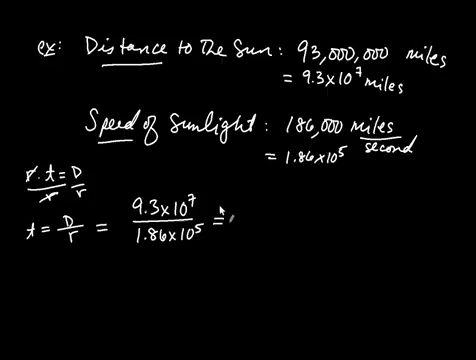 ex: Distance to the Sun: 93,000,000 miles
= 9.3x10^7 miles
Speed of Sunlight: 186,000 miles/second
= 1.86x10^5
r·t/r = D/r
t = D/r = 9.3x10^7/1.86x10^5 =